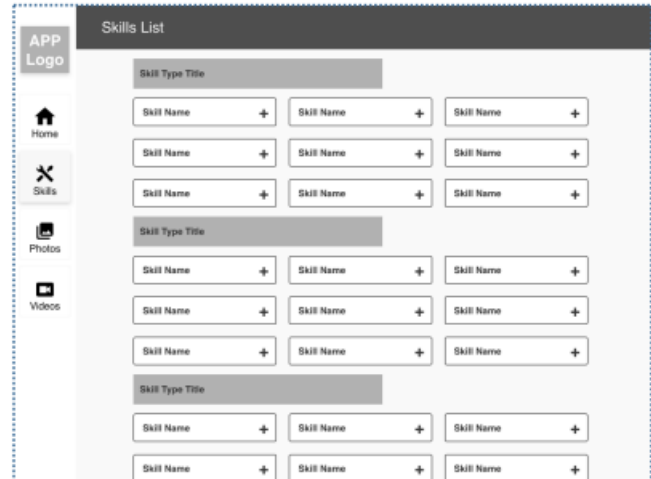 Skills List
APP
Logo
Home
Skills
Photos
Videos
Skill Type Title
Skill Name + Skill Name + Skill Name +
Skill Name + Skill Name + Skill Name +
Skill Name + Skill Name + Skill Name +
Skill Type Title
Skill Name + Skill Name + Skill Name +
Skill Name + Skill Name + Skill Name +
Skill Name + Skill Name + Skill Name +
Skill Type Title
Skill Name + Skill Name + Skill Name +
Skill Name + Skill Name + Skill Name +